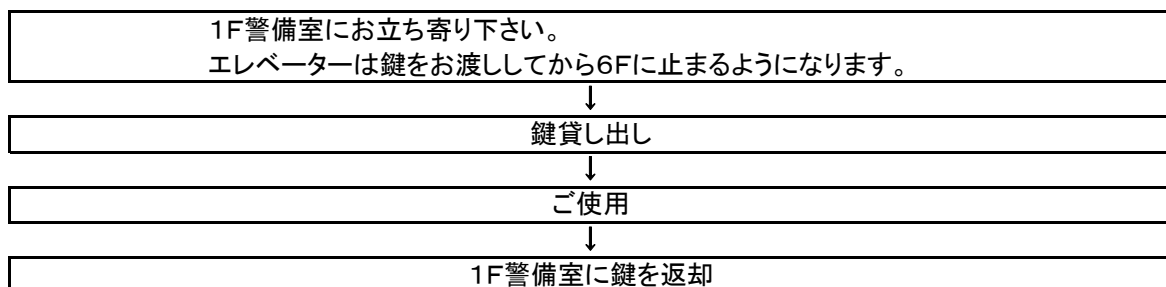 １Ｆ警備室にお立ち寄り下さい。
エレベーターは鍵をお渡ししてから６Ｆに止まるようになります。
↓
鍵貸し出し
↓
ご使用
↓
１Ｆ警備室に鍵を返却